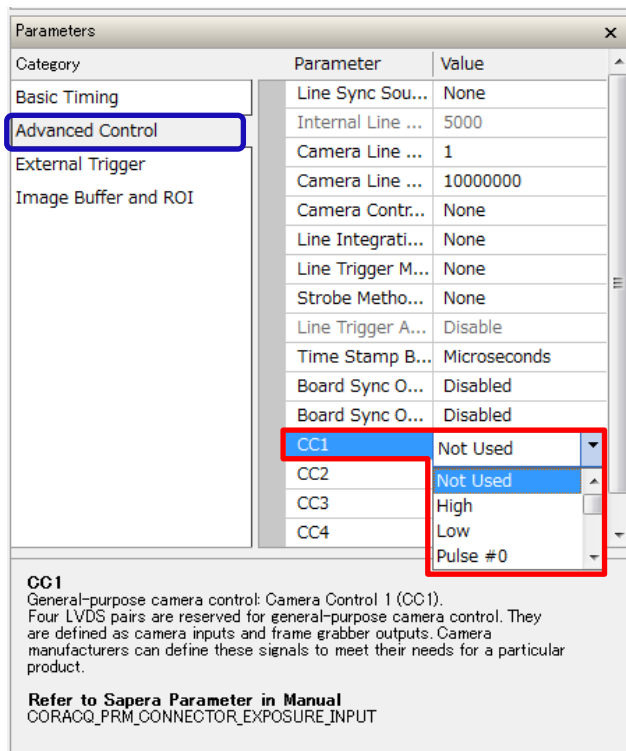 Parameters
Category
Parameter Value
Basic Timing
Advanced Control
External Trigger
Image Buffer and ROI
Line Sync Sou... None
Internal Line ... 5000
Camera Line ... 1
Camera Line ... 10000000
Camera Contr... None
Line Integrati... None
Line Trigger M... None
Strobe Metho... None
Line Trigger A... Disable
Time Stamp B... Microseconds
Board Sync O... Disabled
Board Sync O... Disabled
CC1 Not Used
CC2
CC3
CC4
Not Used
High
Low
Pulse #0
CC1
General-purpose camera control: Camera Control 1 (CC1).
Four LVDS pairs are reserved for general-purpose camera control. They
are defined as camera inputs and frame grabber outputs. Camera
manufacturers can define these signals to meet their needs for a particular
product.
Refer to Sapera Parameter in Manual
CORACQ_PRM_CONNECTOR_EXPOSURE_INPUT